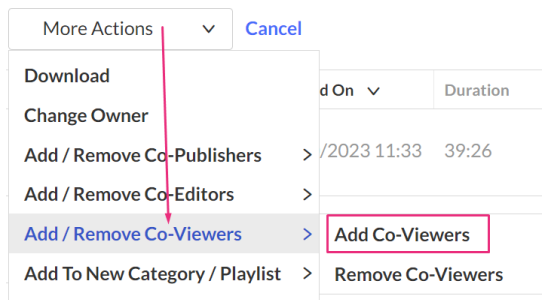 More Actions Cancel
Download
Change Owner
d On Duration
Add / Remove Co-Publishers
/2023 11:33 39:26
Add / Remove Co-Editors
Add / Remove Co-Viewers
Add Co-Viewers
Add To New Category / Playlist
Remove Co-Viewers